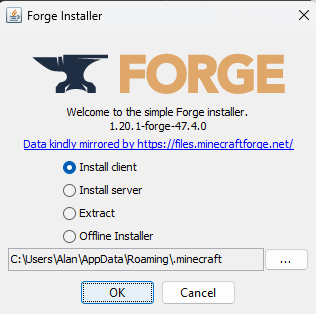 Forge Installer
FORGE
Welcome to the simple Forge installer.
1.20.1-forge-47.4.0
Data kindly mirrored by https://files.minecraftforge.net/
Install client
Install server
Extract
Offline Installer
C:\Users\Alan\AppData\Roaming\.minecraft
...
OK
Cancel